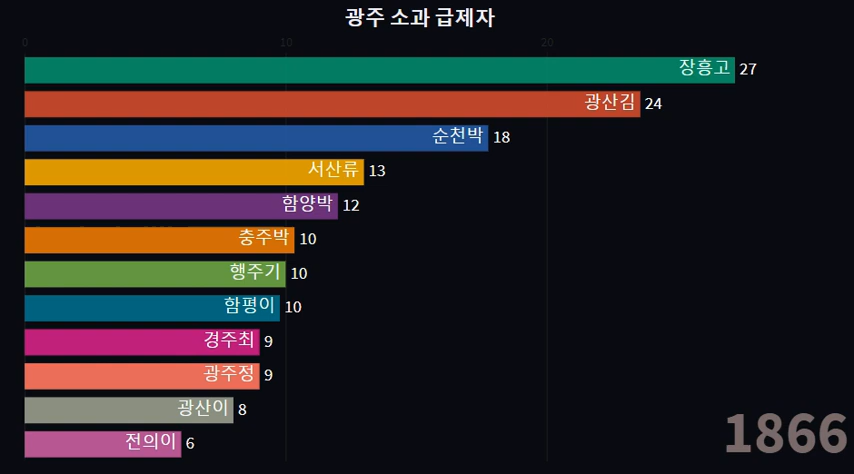 광주 소과 급제자
0 10 20
장흥고 27
광산김 24
순천박 18
서산류 13
함양박 12
충주박 10
행주기 10
함평이 10
경주최 9
광주정 9
광산이 8
전의이 6
1866